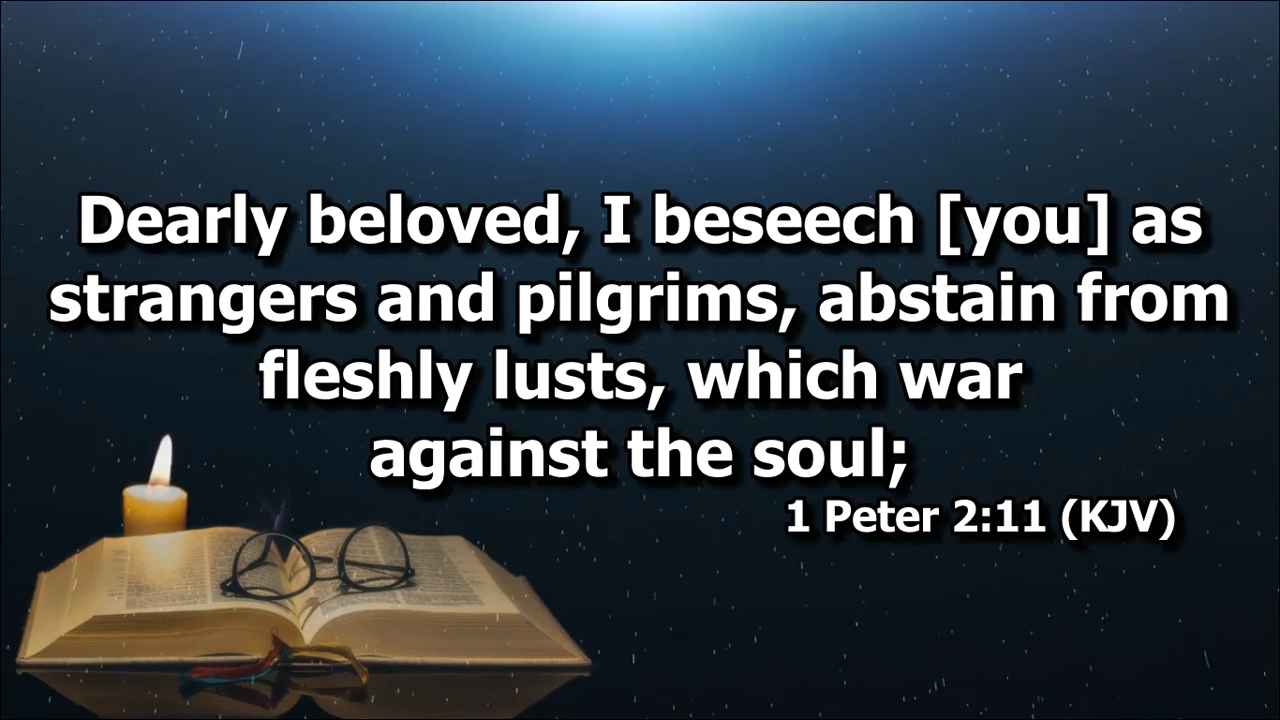 Dearly beloved, I beseech [you] as
strangers and pilgrims, abstain from
fleshly lusts, which war
against the soul;
1 Peter 2:11 (KJV)